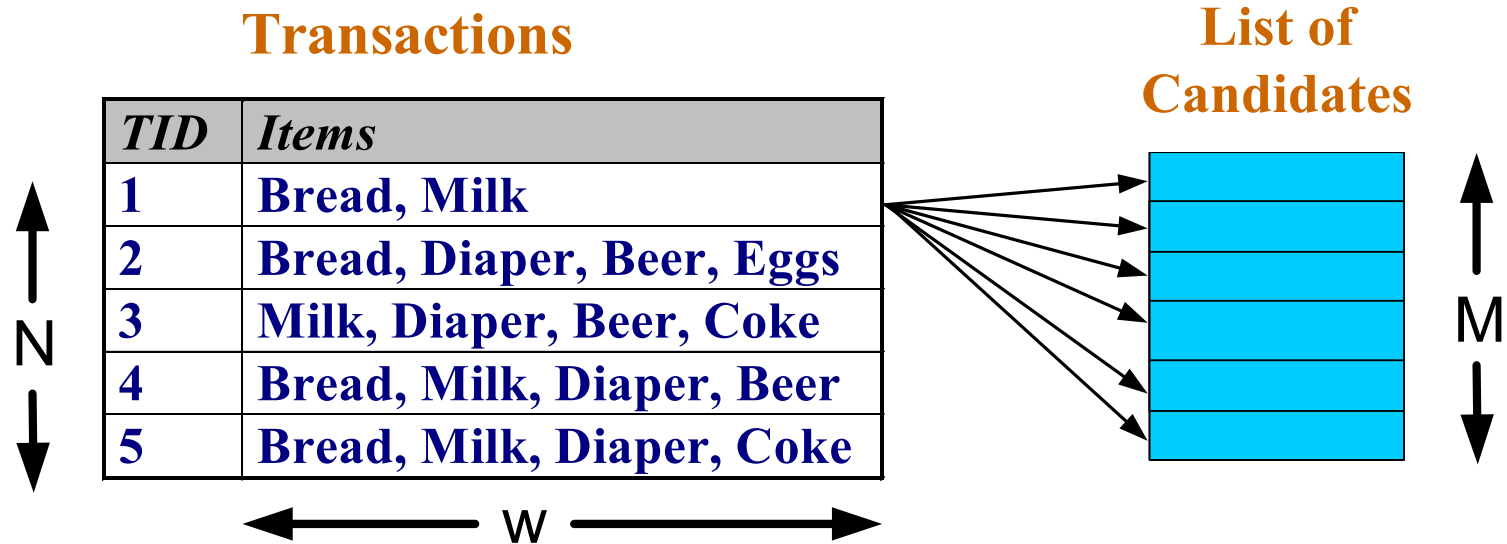 Transactions
List of
Candidates
TID Items
1 Bread, Milk
2 Bread, Diaper, Beer, Eggs
3 Milk, Diaper, Beer, Coke
4 Bread, Milk, Diaper, Beer
5 Bread, Milk, Diaper, Coke
N
M
w